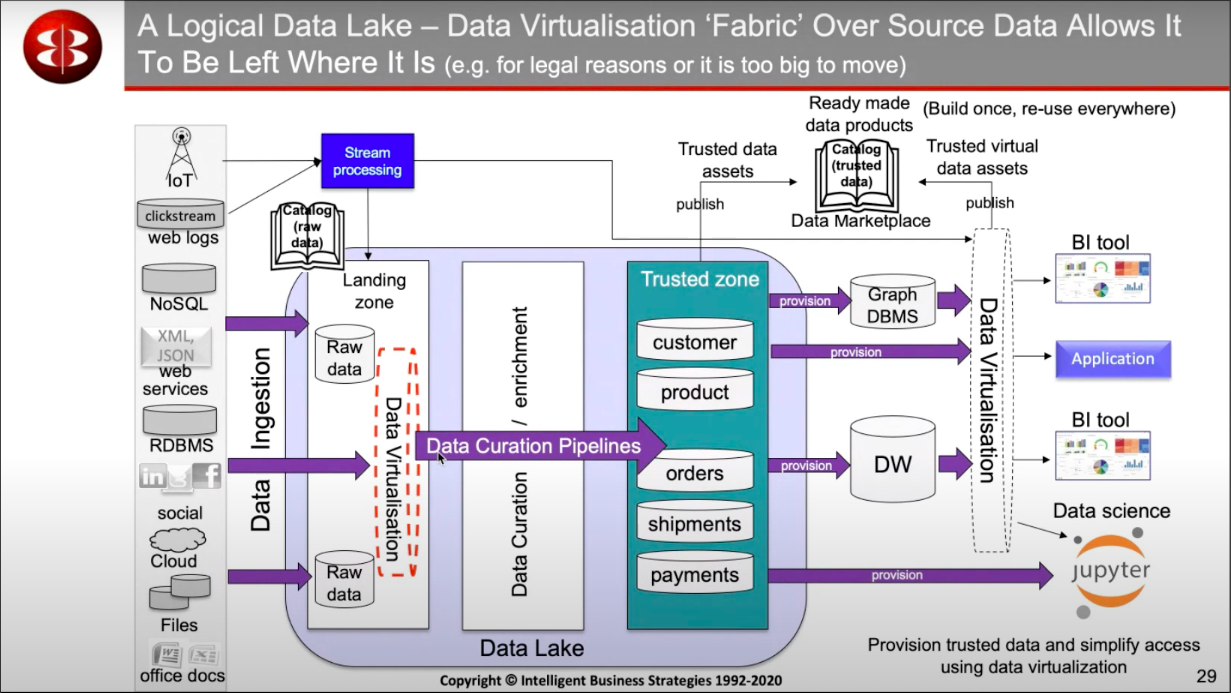 A Logical Data Lake – Data Virtualisation ‘Fabric’ Over Source Data Allows It
To Be Left Where It Is (e.g. for legal reasons or it is too big to move)
Ready made
data products
(Build once, re-use everywhere)
IoT
clickstream
web logs
NoSQL
XML,
JSON
web
services
RDBMS
in
f
social
Cloud
Files
office docs
Stream
processing
Catalog
(raw
data)
Data Ingestion
Landing
zone
Raw
data
Raw
data
Data Virtualisation
Data Curation / enrichment
Data Curation Pipelines
Data Lake
Trusted zone
customer
product
orders
shipments
payments
Trusted data
assets
publish
Catalog
(trusted
data)
Data Marketplace
Trusted virtual
data assets
publish
provision
Graph
DBMS
provision
provision
DW
provision
Data Virtualisation
BI tool
Application
BI tool
Data science
jupyter
Provision trusted data and simplify access
using data virtualization
Copyright © Intelligent Business Strategies 1992-2020
29